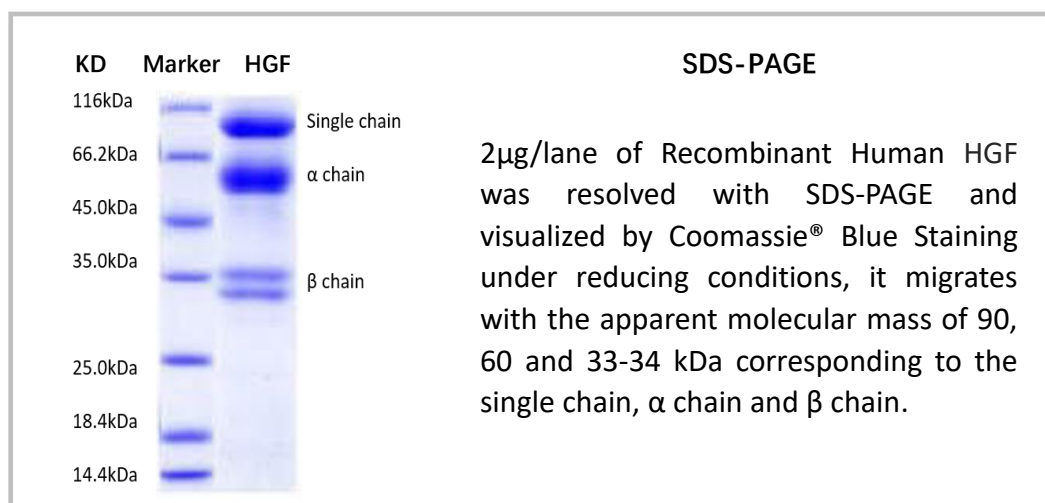 KD Marker HGF
116kDa
66.2kDa
45.0kDa
35.0kDa
25.0kDa
18.4kDa
14.4kDa
Single chain
α chain
β chain
SDS-PAGE
2µg/lane of Recombinant Human HGF
was resolved with SDS-PAGE and
visualized by Coomassie® Blue Staining
under reducing conditions, it migrates
with the apparent molecular mass of 90,
60 and 33-34 kDa corresponding to the
single chain, α chain and β chain.